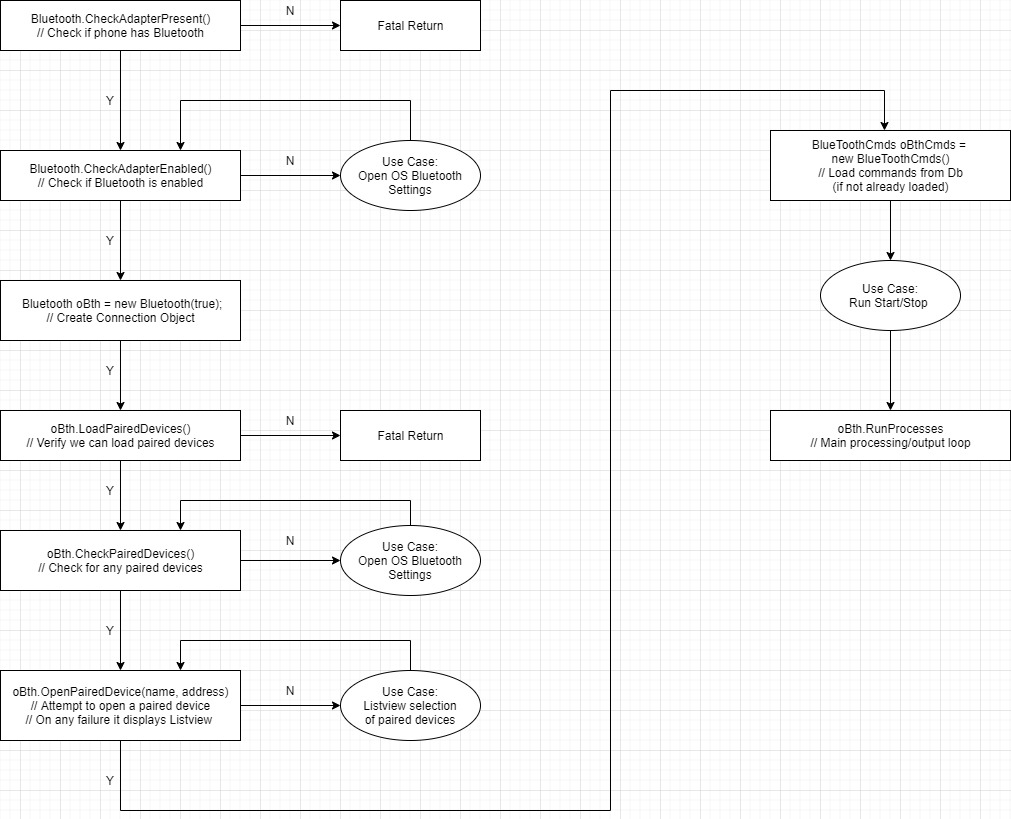 Bluetooth.CheckAdapterPresent()
// Check if phone has Bluetooth
N
Fatal Return
Y
Bluetooth.CheckAdapterEnabled()
// Check if Bluetooth is enabled
N
Use Case:
Open OS Bluetooth
Settings
Y
Bluetooth oBth = new Bluetooth(true);
// Create Connection Object
Y
oBth.LoadPairedDevices()
// Verify we can load paired devices
N
Fatal Return
Y
oBth.CheckPairedDevices()
// Check for any paired devices
N
Use Case:
Open OS Bluetooth
Settings
Y
oBth.OpenPairedDevice(name, address)
// Attempt to open a paired device
// On any failure it displays Listview
N
Use Case:
Listview selection
of paired devices
Y
BlueToothCmds oBthCmds =
new BlueToothCmds()
// Load commands from Db
(if not already loaded)
Use Case:
Run Start/Stop
oBth.RunProcesses
// Main processing/output loop